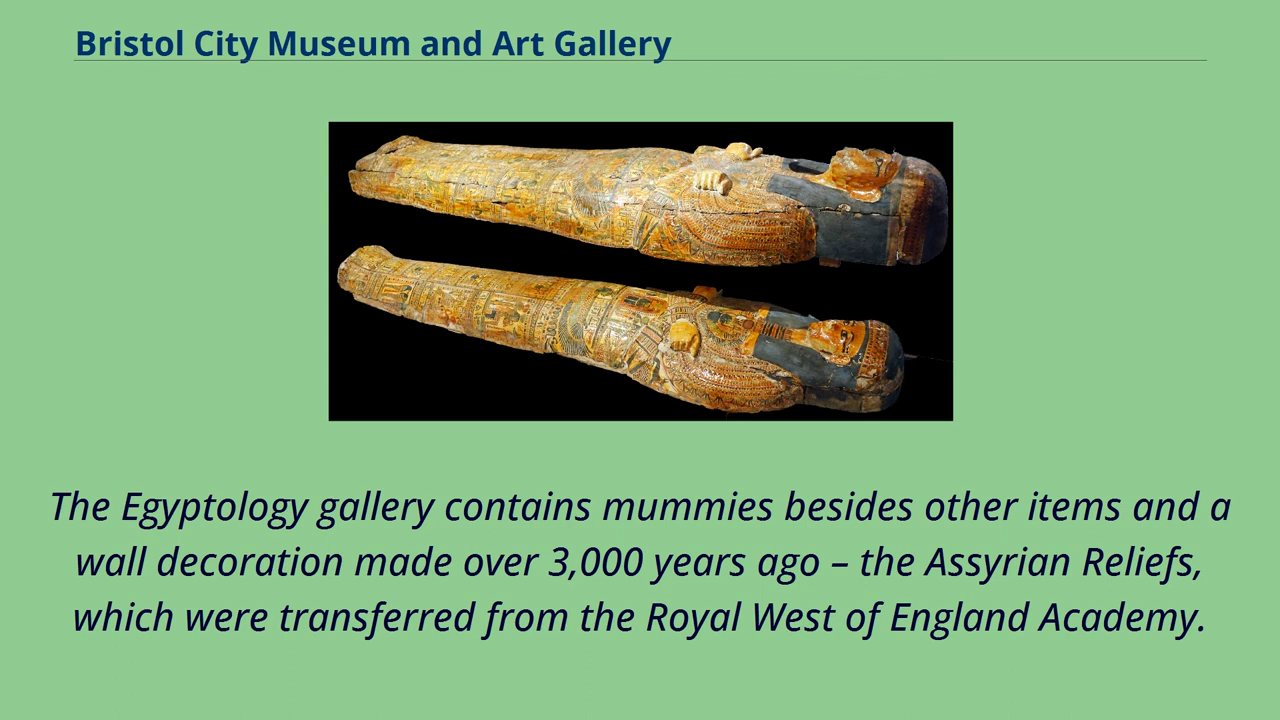 Bristol City Museum and Art Gallery
The Egyptology gallery contains mummies besides other items and a
wall decoration made over 3,000 years ago – the Assyrian Reliefs,
which were transferred from the Royal West of England Academy.